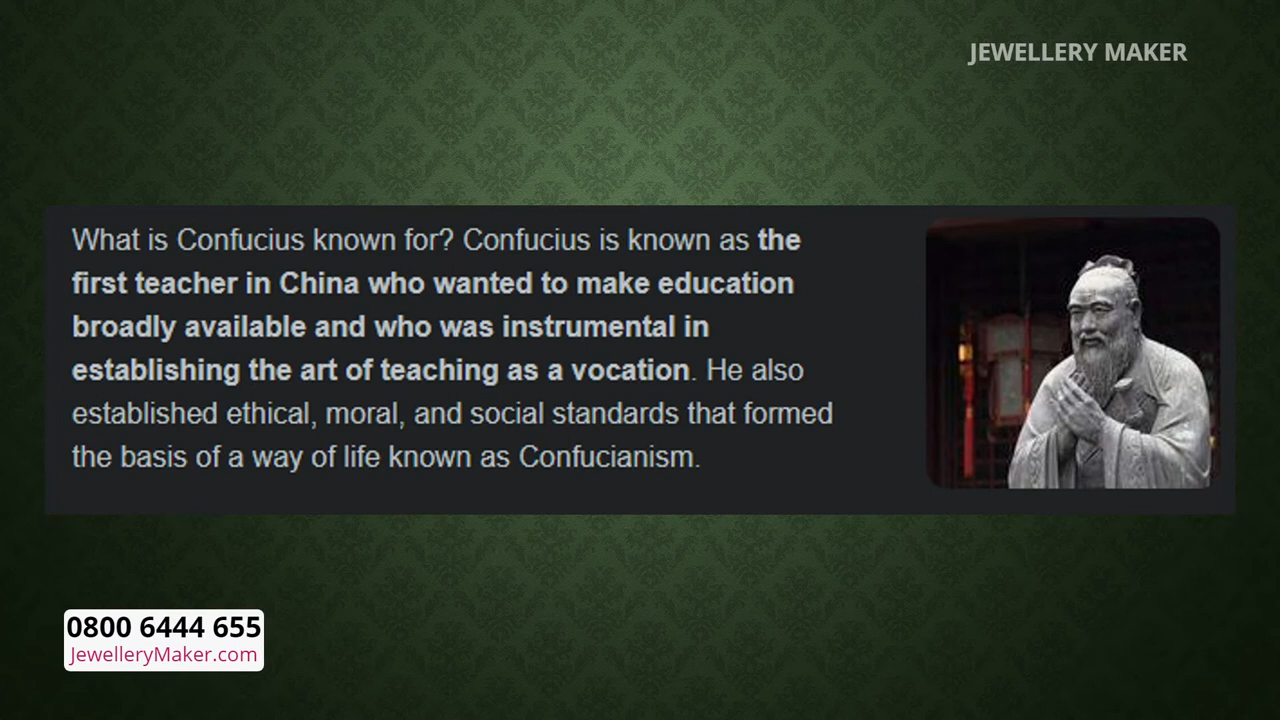 JEWELLERY MAKER
What is Confucius known for? Confucius is known as the
first teacher in China who wanted to make education
broadly available and who was instrumental in
establishing the art of teaching as a vocation. He also
established ethical, moral, and social standards that formed
the basis of a way of life known as Confucianism.
0800 6444 655
JewelleryMaker.com